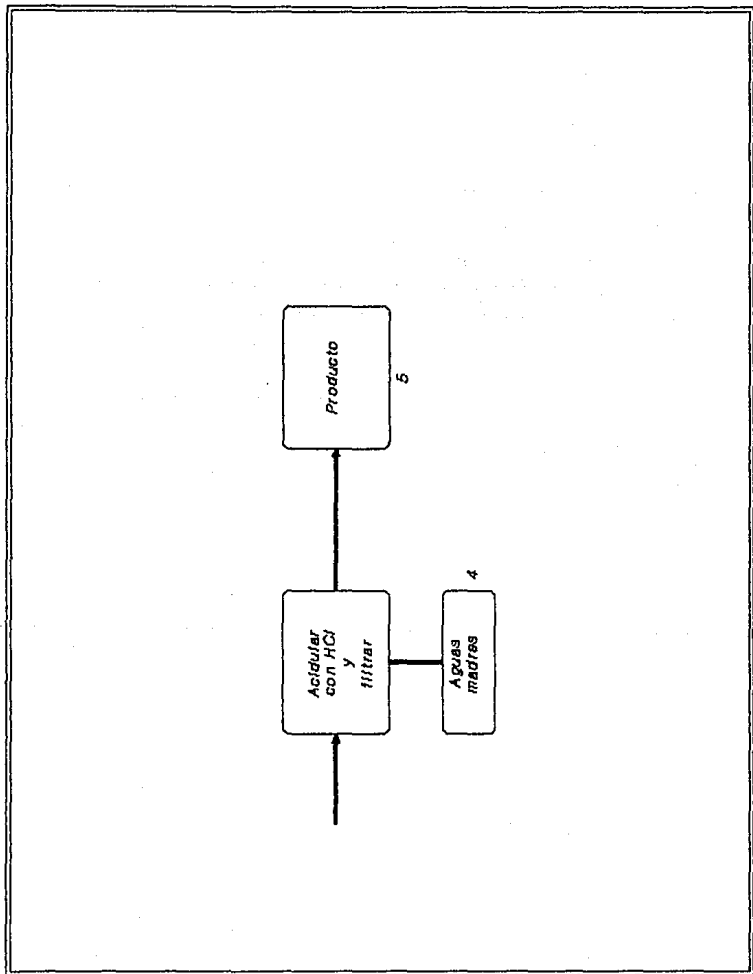 Acidular
con HCl
y
filtrar
Producto
5
Aguas
madres
4